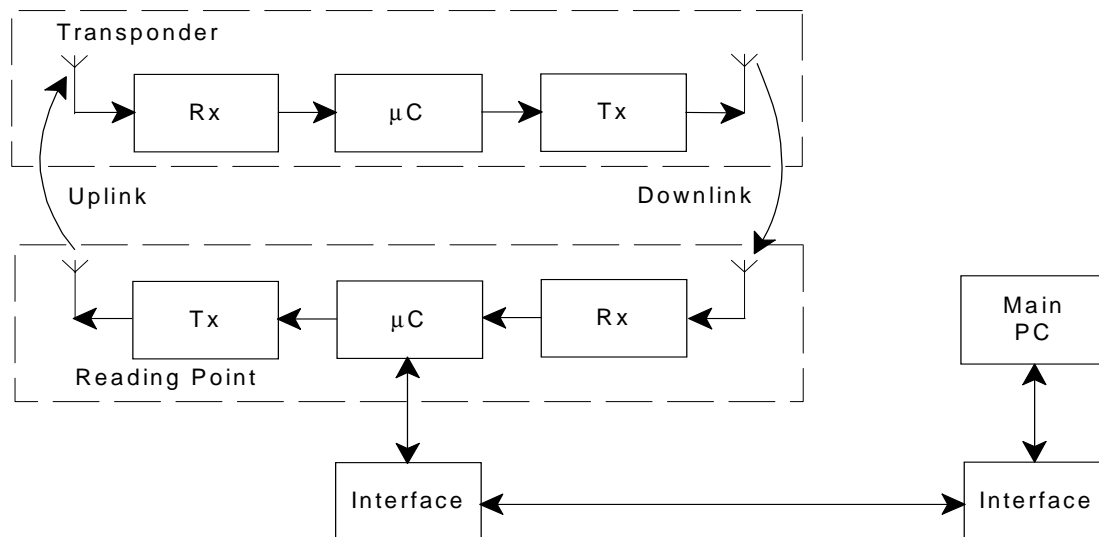 Transponder
Rx
μC
Tx
Uplink
Downlink
Tx
μC
Rx
Main
PC
Reading Point
Interface
Interface